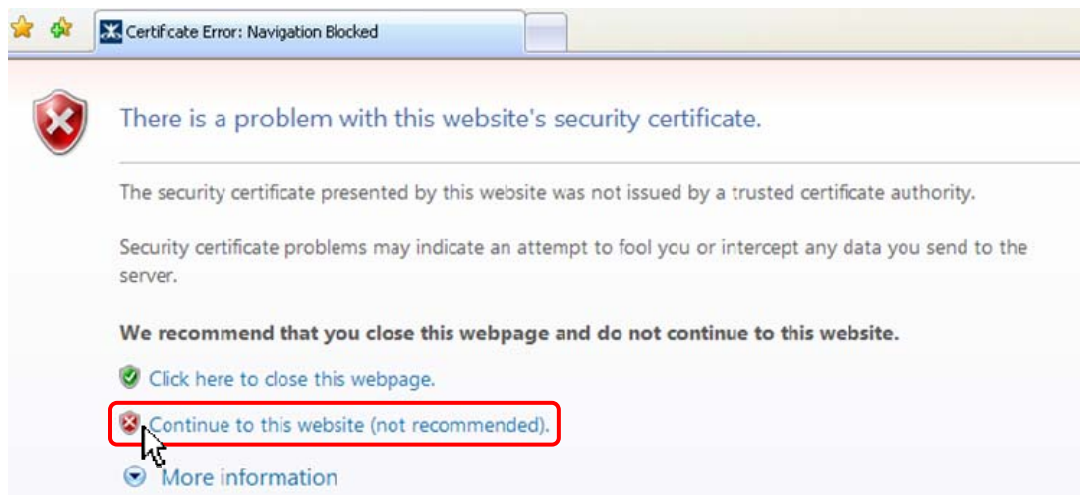 Certificate Error: Navigation Blocked
There is a problem with this website's security certificate.
The security certificate presented by this website was not issued by a trusted certificate authority.
Security certificate problems may indicate an attempt to fool you or intercept any data you send to the
server.
We recommend that you close this webpage and do not continue to this website.
Click here to close this webpage.
Continue to this website (not recommended).
More information